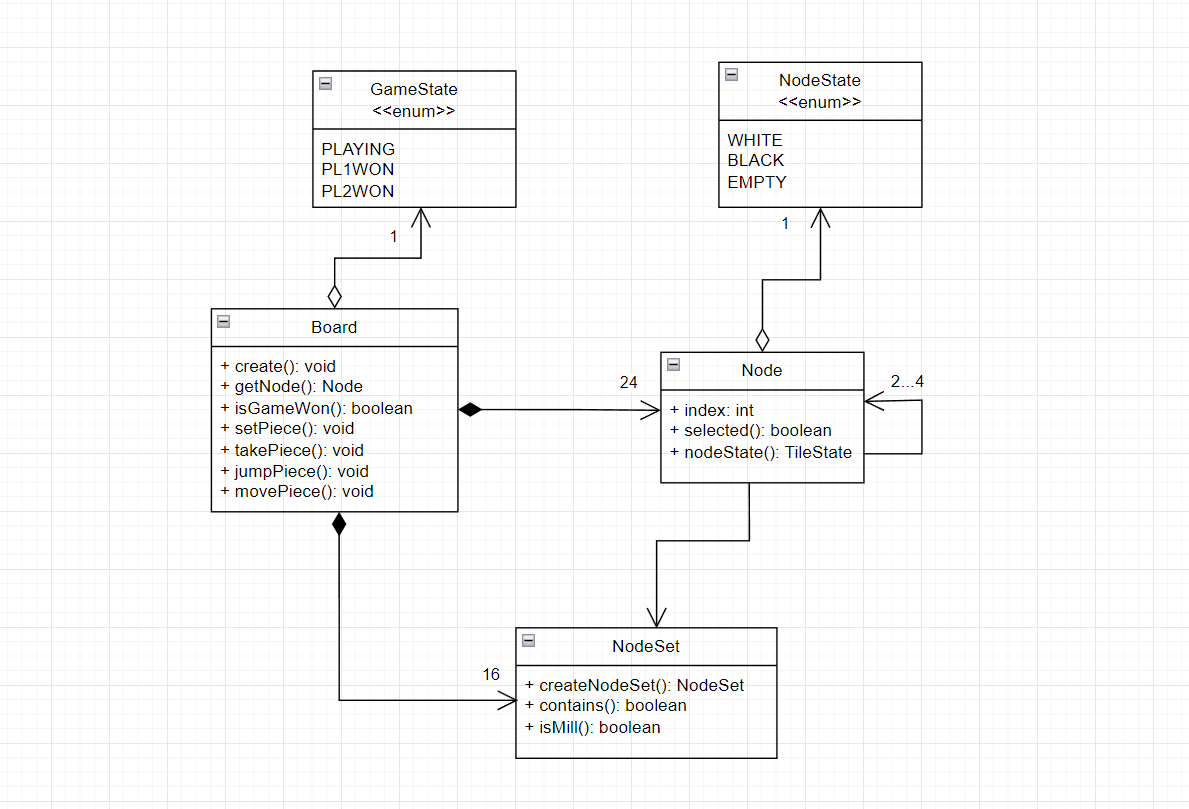 GameState
<<enum>>
PLAYING
PL1WON
PL2WON
NodeState
<<enum>>
WHITE
BLACK
EMPTY
1
1
Board
+ create(): void
+ getNode(): Node
+ isGameWon(): boolean
+ setPiece(): void
+ takePiece(): void
+ jumpPiece(): void
+ movePiece(): void
24
Node
+ index: int
+ selected(): boolean
+ nodeState(): TileState
2...4
16
NodeSet
+ createNodeSet(): NodeSet
+ contains(): boolean
+ isMill(): boolean